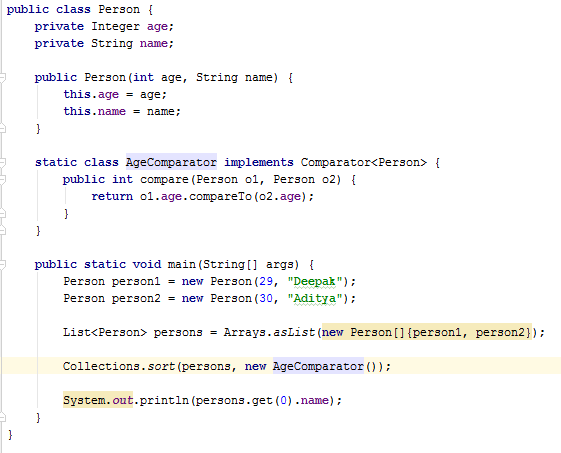 public class Person {
private Integer age;
private String name;
public Person(int age, String name) {
this.age = age;
this.name = name;
}
static class AgeComparator implements Comparator<Person> {
public int compare(Person o1, Person o2) {
return o1.age.compareTo(o2.age);
}
}
public static void main(String[] args) {
Person person1 = new Person(29, "Deepak");
Person person2 = new Person(30, "Aditya");
List<Person> persons = Arrays.asList(new Person[]{person1, person2});
Collections.sort(persons, new AgeComparator());
System.out.println(persons.get(0).name);
}
}